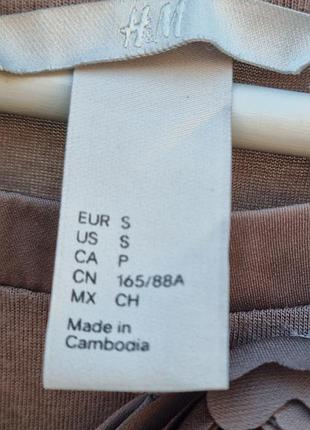 H&M
EUR S
US S
CA P
CN 165/88A
MX CH
Made in
Cambodia